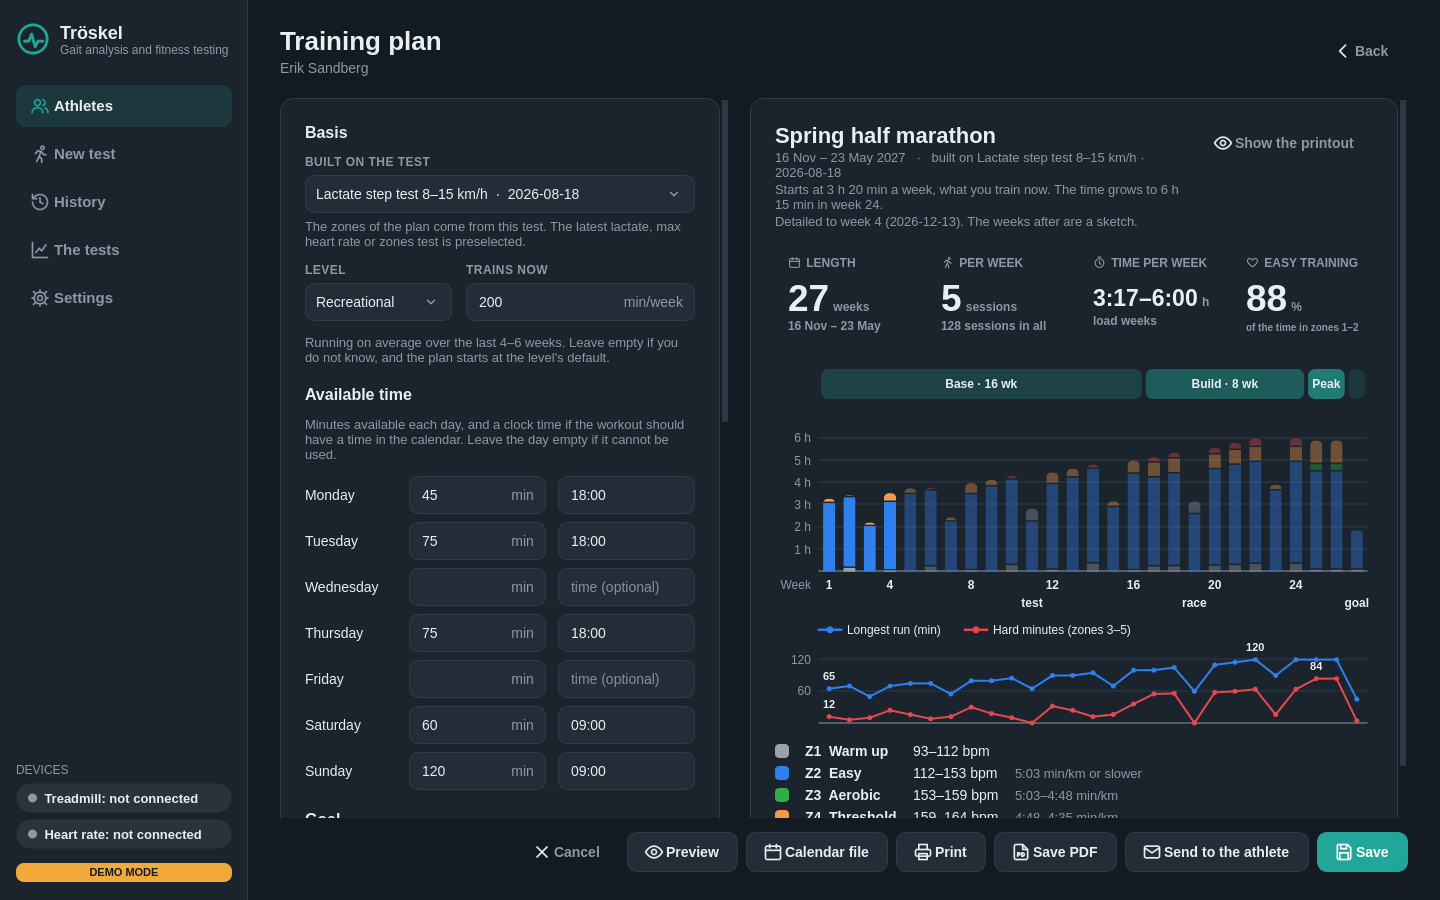 Tröskel
Gait analysis and fitness testing
Athletes
New test
History
The tests
Settings
DEVICES
Treadmill: not connected
Heart rate: not connected
DEMO MODE
Training plan
Erik Sandberg
Back
Basis
BUILT ON THE TEST
Lactate step test 8–15 km/h · 2026-08-18
The zones of the plan come from this test. The latest lactate, max
heart rate or zones test is preselected.
LEVEL TRAINS NOW
Recreational 200 min/week
Running on average over the last 4–6 weeks. Leave empty if you
do not know, and the plan starts at the level's default.
Available time
Minutes available each day, and a clock time if the workout should
have a time in the calendar. Leave the day empty if it cannot be
used.
Monday 45 min 18:00
Tuesday 75 min 18:00
Wednesday min time (optional)
Thursday 75 min 18:00
Friday min time (optional)
Saturday 60 min 09:00
Sunday 120 min 09:00
Goal
Spring half marathon
Show the printout
16 Nov – 23 May 2027 · built on Lactate step test 8–15 km/h ·
2026-08-18
Starts at 3 h 20 min a week, what you train now. The time grows to 6 h
15 min in week 24.
Detailed to week 4 (2026-12-13). The weeks after are a sketch.
LENGTH PER WEEK TIME PER WEEK EASY TRAINING
27 weeks 5 sessions 3:17–6:00 h 88 %
16 Nov – 23 May 128 sessions in all load weeks of the time in zones 1–2
Base · 16 wk Build · 8 wk Peak
6 h
5 h
4 h
3 h
2 h
1 h
Week 1 4 8 12 16 20 24
test race goal
Longest run (min) Hard minutes (zones 3–5)
120
60
65
12
120
84
Z1 Warm up 93–112 bpm
Z2 Easy 112–153 bpm 5:03 min/km or slower
Z3 Aerobic 153–159 bpm 5:03–4:48 min/km
Z4 Threshold 159–164 bpm 4:48–4:35 min/km
Cancel
Preview
Calendar file
Print
Save PDF
Send to the athlete
Save